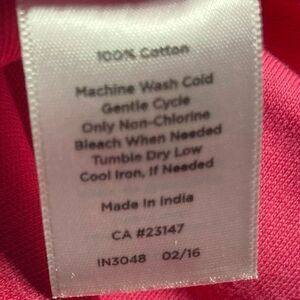 100% Cotton
Machine Wash Cold
Gentle Cycle
Only Non-Chlorine
Bleach When Needed
Tumble Dry Low
Cool Iron, If Needed
Made In India
CA #23147
IN3048 02/16